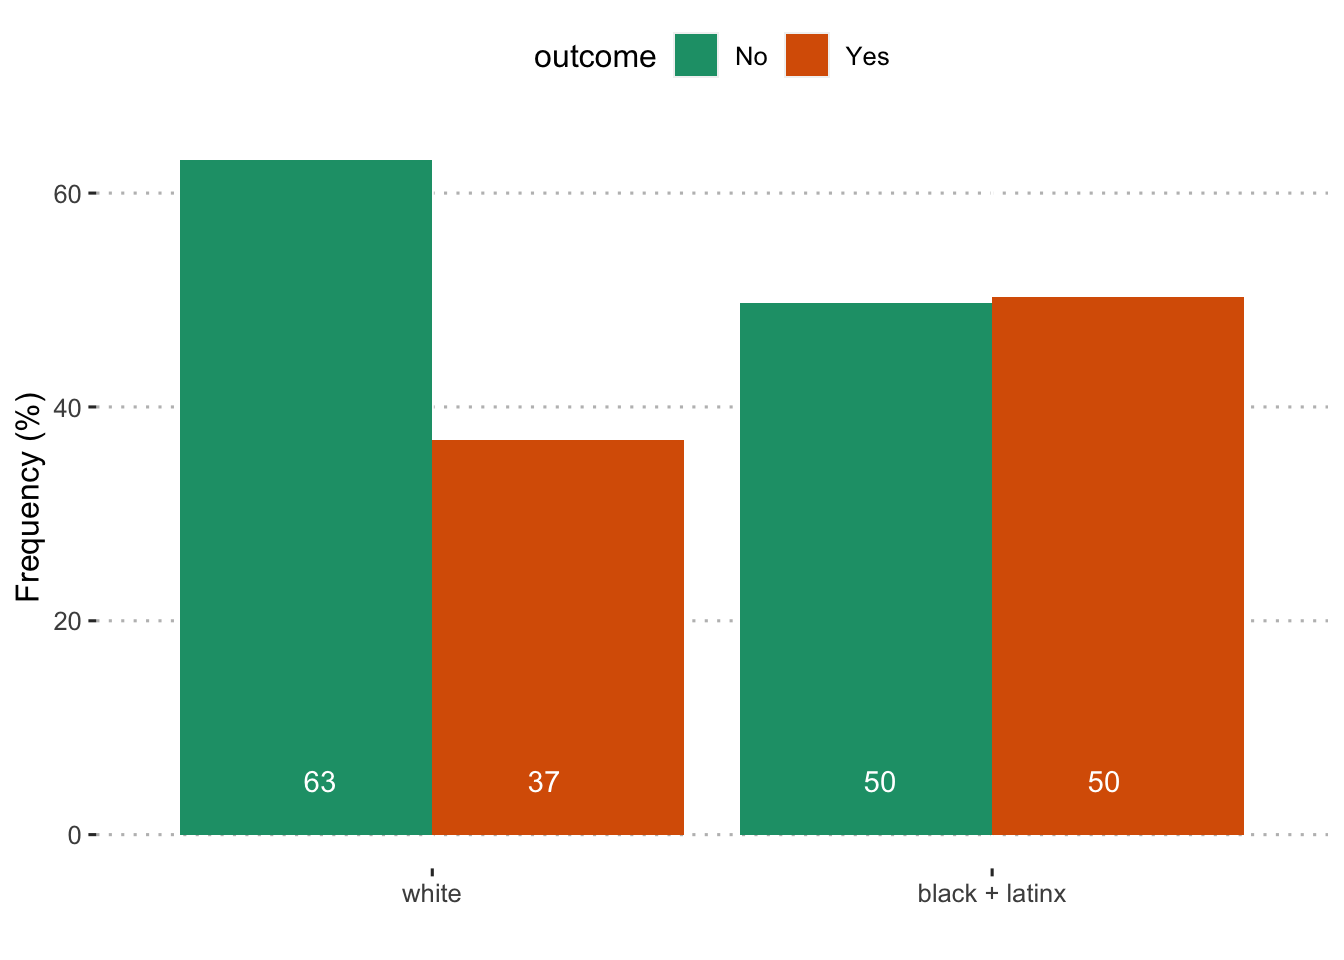 outcome No Yes
60
40
20
0
Frequency (%)
63 37 50 50
white black + latinx